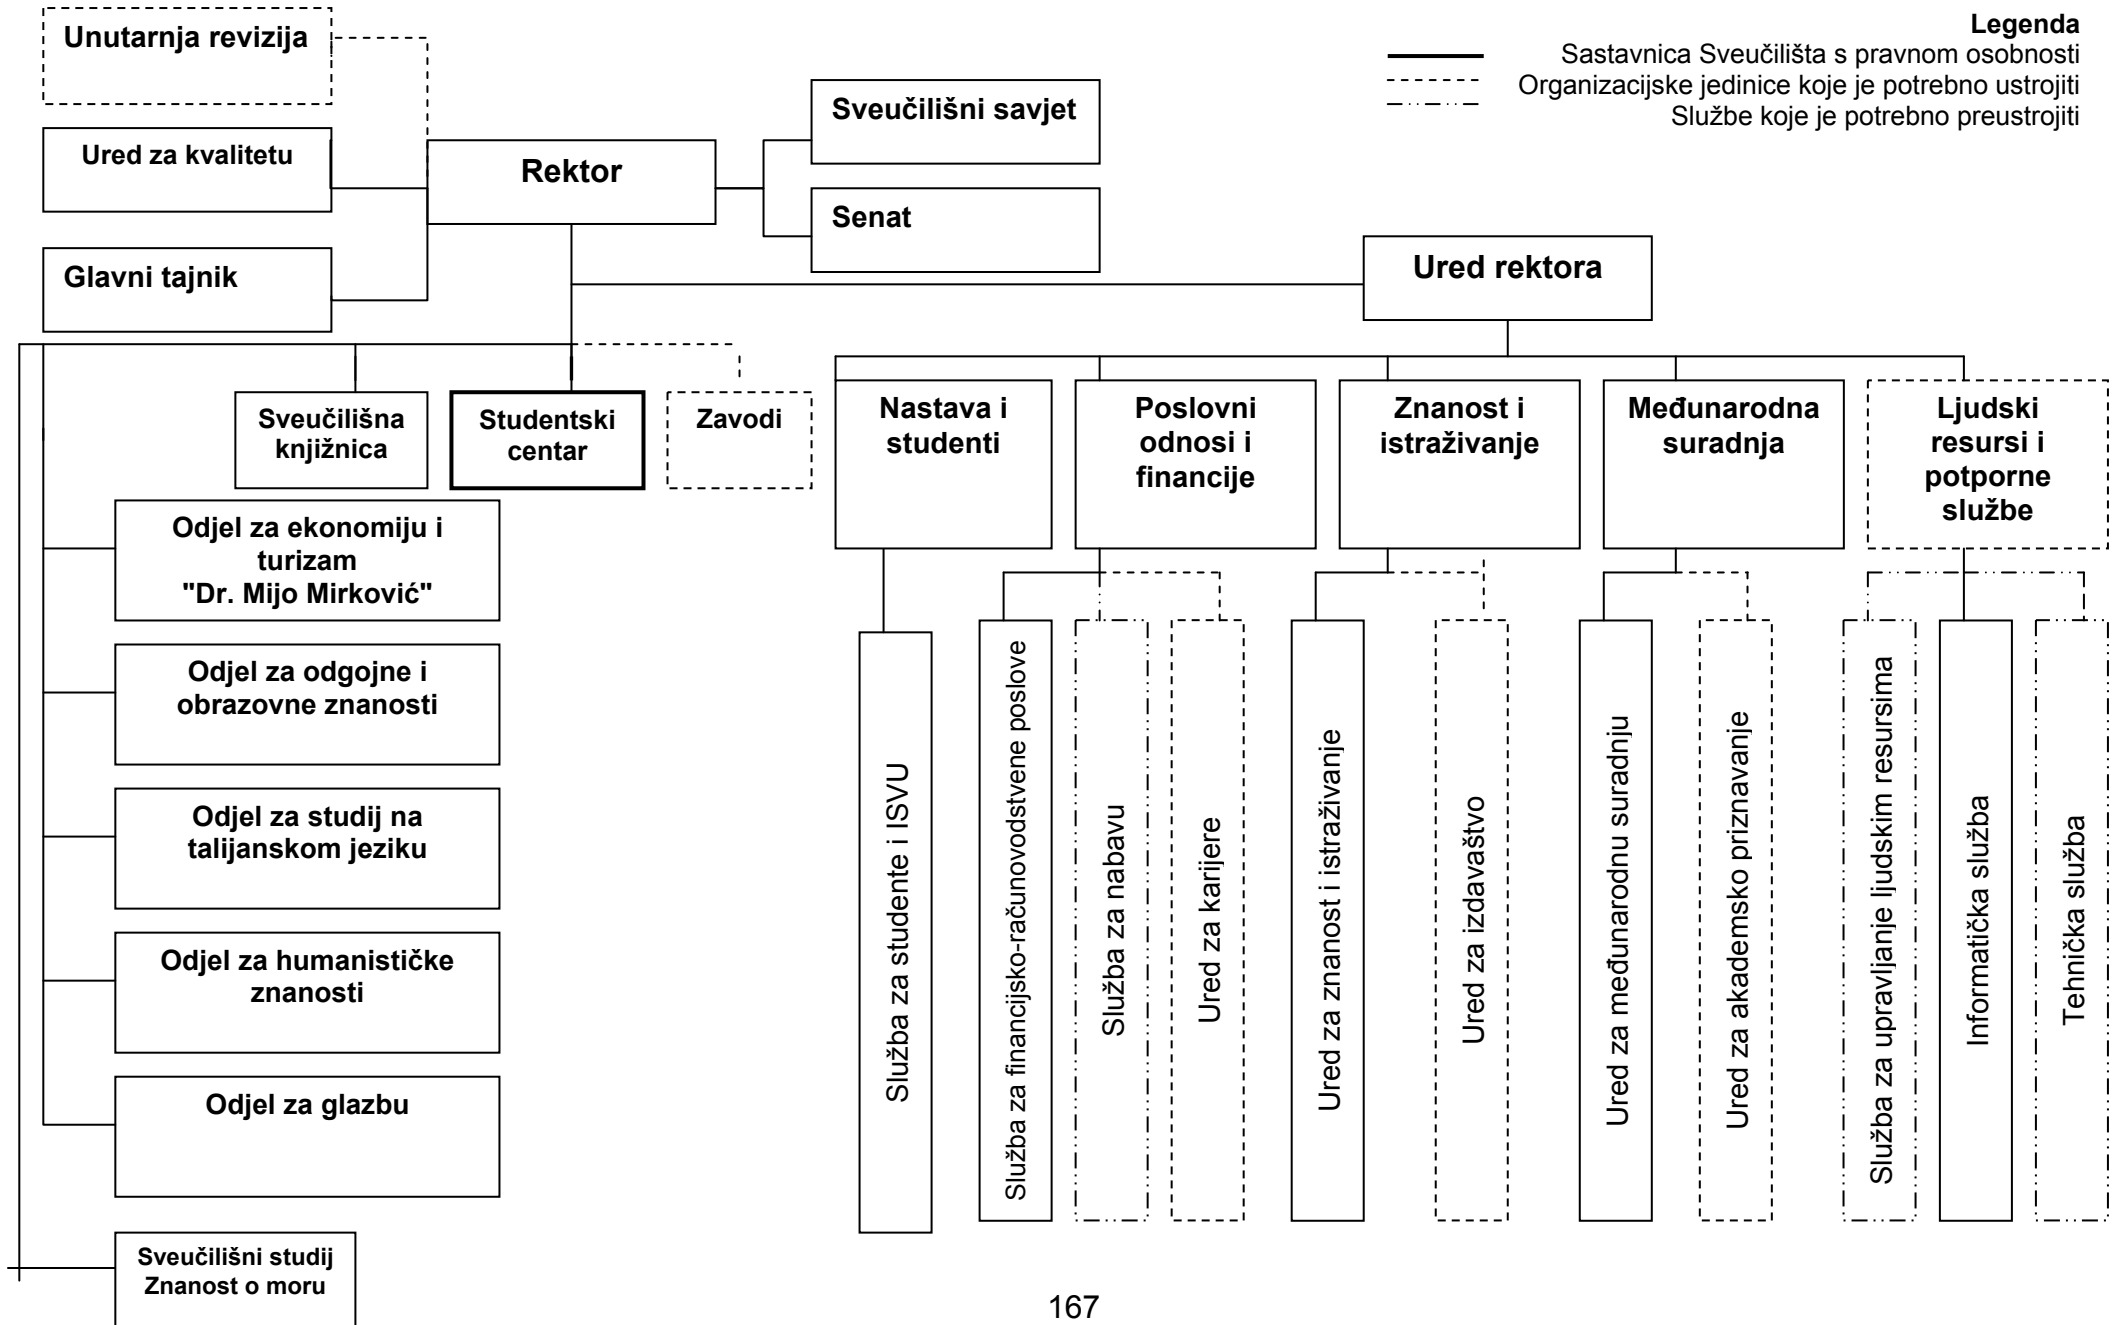 Legenda
Sastavnica Sveučilišta s pravnom osobnosti
Organizacijske jedinice koje je potrebno ustrojiti
Službe koje je potrebno preustrojiti
Unutarnja revizija
Ured za kvalitetu
Glavni tajnik
Rektor
Sveučilišni savjet
Senat
Ured rektora
Sveučilišna
knjižnica
Studentski
centar
Zavodi
Nastava i
studenti
Poslovni
odnosi i
financije
Znanost i
istraživanje
Međunarodna
suradnja
Ljudski
resursi i
potporne
službe
Odjel za ekonomiju i
turizam
"Dr. Mijo Mirković"
Odjel za odgojne i
obrazovne znanosti
Odjel za studij na
talijanskom jeziku
Odjel za humanističke
znanosti
Odjel za glazbu
Sveučilišni studij
Znanost o moru
Služba za studente i ISVU
Služba za financijsko-računovodstvene poslove
Služba za nabavu
Ured za karijere
Ured za znanost i istraživanje
Ured za izdavaštvo
Ured za međunarodnu suradnju
Ured za akademsko priznavanje
Služba za upravljanje ljudskim resursima
Informatička služba
Tehnička služba
167